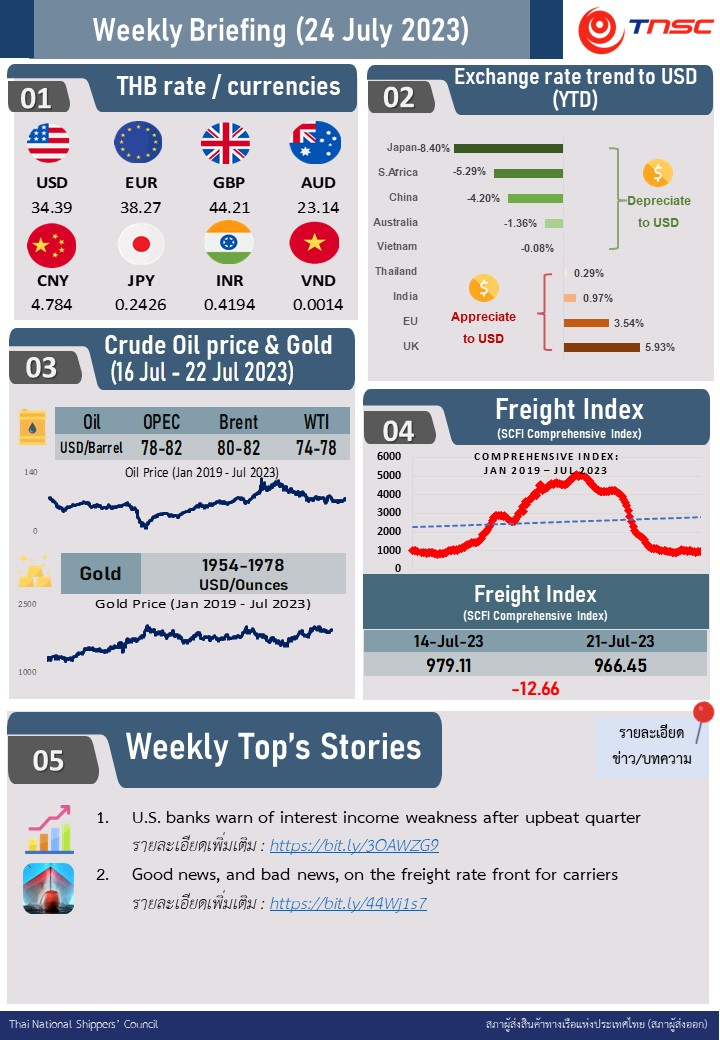 Weekly Briefing (24 July 2023)
TNSC
01
THB rate / currencies
USD EUR GBP AUD
34.39 38.27 44.21 23.14
CNY JPY INR VND
4.784 0.2426 0.4194 0.0014
02
Exchange rate trend to USD
(YTD)
Japan -8.40%
S.Africa -5.29%
China -4.20%
Australia -1.36%
Vietnam -0.08%
Thailand 0.29%
India 0.97%
EU 3.54%
UK 5.93%
Depreciate
to USD
Appreciate
to USD
03
Crude Oil price & Gold
(16 Jul - 22 Jul 2023)
Oil OPEC Brent WTI
USD/Barrel 78-82 80-82 74-78
Oil Price (Jan 2019 - Jul 2023)
140
0
Gold
1954-1978
USD/Ounces
Gold Price (Jan 2019 - Jul 2023)
2500
1000
04
Freight Index
(SCFI Comprehensive Index)
COMPREHENSIVE INDEX:
JAN 2019 – JUL 2023
6000
5000
4000
3000
2000
1000
0
Freight Index
(SCFI Comprehensive Index)
14-Jul-23 21-Jul-23
979.11 966.45
-12.66
05
Weekly Top's Stories
รายละเอียด
ข่าว/บทความ
1. U.S. banks warn of interest income weakness after upbeat quarter
รายละเอียดเพิ่มเติม : https://bit.ly/3OAWZG9
2. Good news, and bad news, on the freight rate front for carriers
รายละเอียดเพิ่มเติม : https://bit.ly/44Wj1s7
Thai National Shippers' Council
สภาผู้ส่งสินค้าทางเรือแห่งประเทศไทย (สภาผู้ส่งออก)